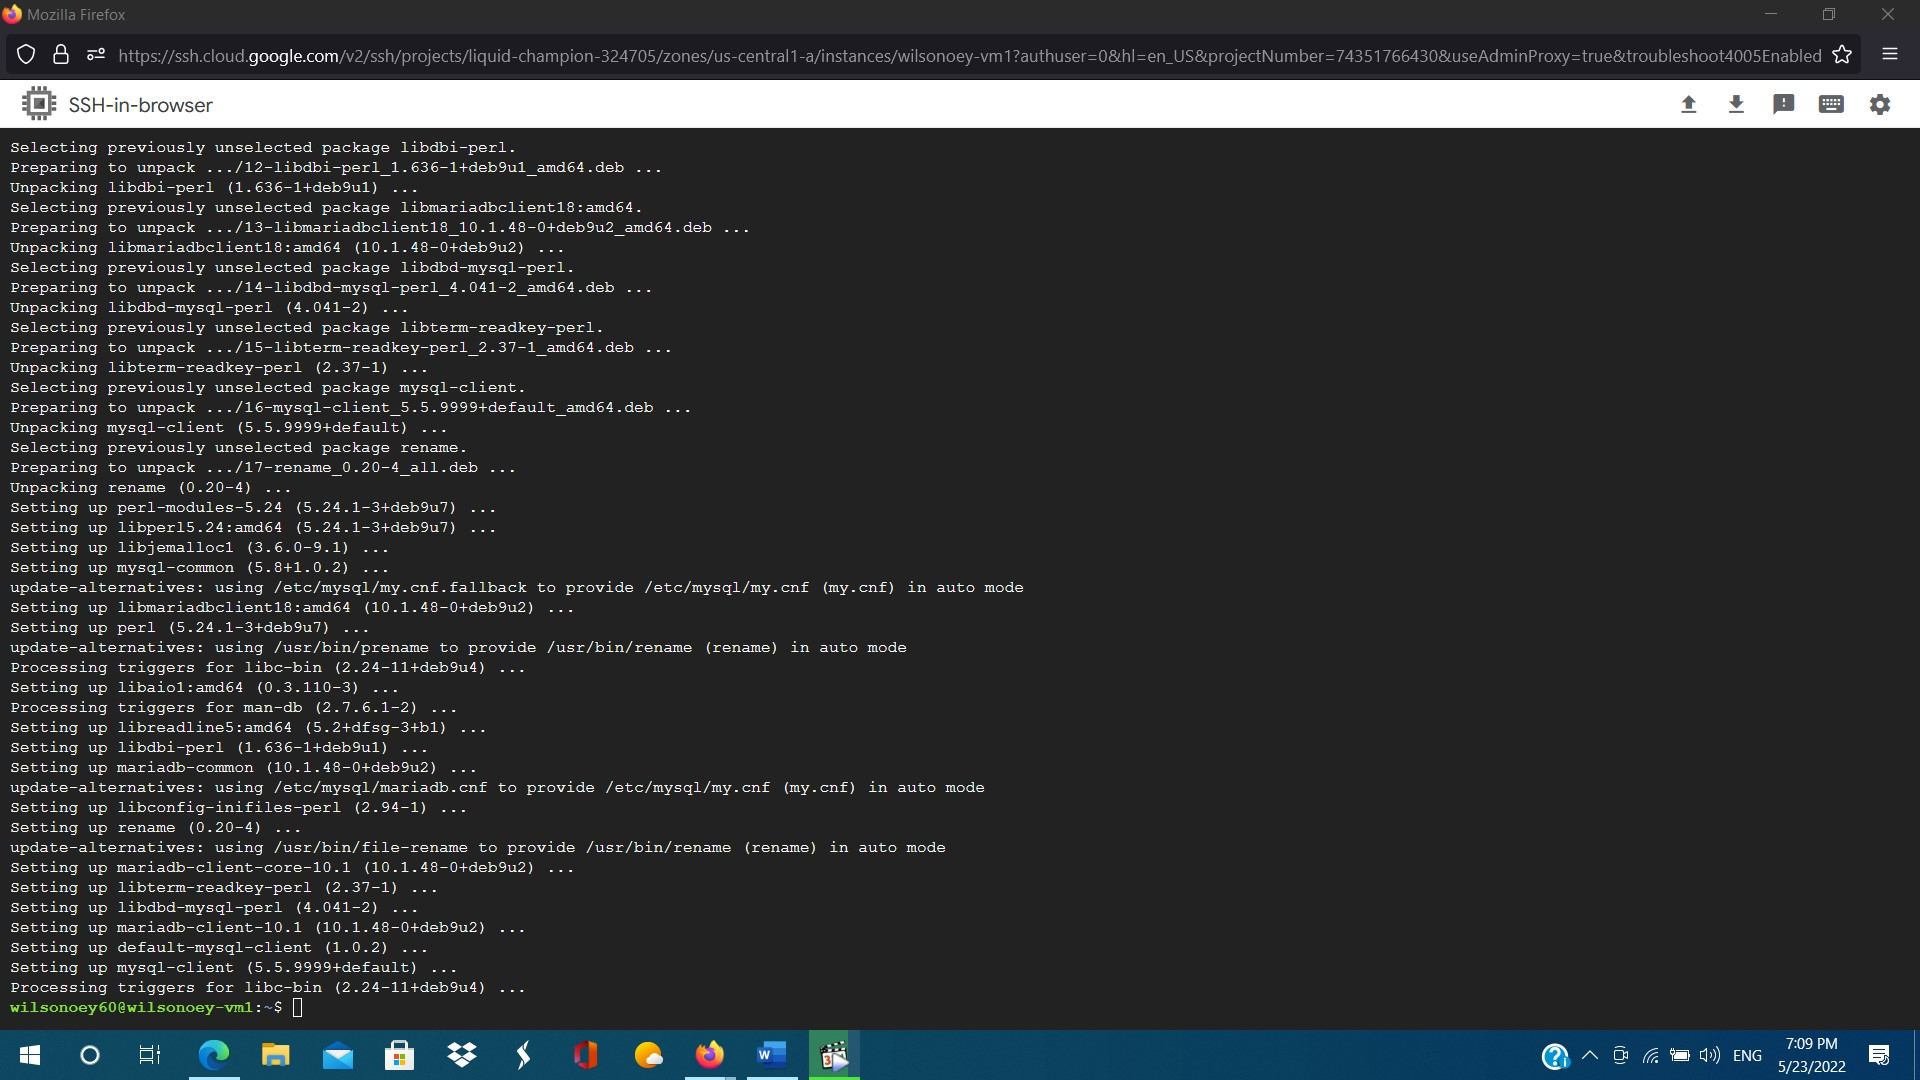 Mozilla Firefox
https://ssh.cloud.google.com/v2/ssh/projects/liquid-champion-324705/zones/us-central1-a/instances/wilsonoey-vm1?authuser=0&hl=en_US&projectNumber=74351766430&useAdminProxy=true&troubleshoot4005Enabled
SSH-in-browser
Selecting previously unselected package libdbi-perl.
Preparing to unpack .../12-libdbi-perl_1.636-1+deb9u1_amd64.deb ...
Unpacking libdbi-perl (1.636-1+deb9u1) ...
Selecting previously unselected package libmariadbclient18:amd64.
Preparing to unpack .../13-libmariadbclient18_10.1.48-0+deb9u2_amd64.deb ...
Unpacking libmariadbclient18:amd64 (10.1.48-0+deb9u2) ...
Selecting previously unselected package libdbd-mysql-perl.
Preparing to unpack .../14-libdbd-mysql-perl_4.041-2_amd64.deb ...
Unpacking libdbd-mysql-perl (4.041-2) ...
Selecting previously unselected package libterm-readkey-perl.
Preparing to unpack .../15-libterm-readkey-perl_2.37-1_amd64.deb ...
Unpacking libterm-readkey-perl (2.37-1) ...
Selecting previously unselected package mysql-client.
Preparing to unpack .../16-mysql-client_5.5.9999+default_amd64.deb ...
Unpacking mysql-client (5.5.9999+default) ...
Selecting previously unselected package rename.
Preparing to unpack .../17-rename_0.20-4_all.deb ...
Unpacking rename (0.20-4) ...
Setting up perl-modules-5.24 (5.24.1-3+deb9u7) ...
Setting up libperl5.24:amd64 (5.24.1-3+deb9u7) ...
Setting up libjemalloc1 (3.6.0-9.1) ...
Setting up mysql-common (5.8+1.0.2) ...
update-alternatives: using /etc/mysql/my.cnf.fallback to provide /etc/mysql/my.cnf (my.cnf) in auto mode
Setting up libmariadbclient18:amd64 (10.1.48-0+deb9u2) ...
Setting up perl (5.24.1-3+deb9u7) ...
update-alternatives: using /usr/bin/prename to provide /usr/bin/rename (rename) in auto mode
Processing triggers for libc-bin (2.24-11+deb9u4) ...
Setting up libaio1:amd64 (0.3.110-3) ...
Processing triggers for man-db (2.7.6.1-2) ...
Setting up libreadline5:amd64 (5.2+dfsg-3+b1) ...
Setting up libdbi-perl (1.636-1+deb9u1) ...
Setting up mariadb-common (10.1.48-0+deb9u2) ...
update-alternatives: using /etc/mysql/mariadb.cnf to provide /etc/mysql/my.cnf (my.cnf) in auto mode
Setting up libconfig-inifiles-perl (2.94-1) ...
Setting up rename (0.20-4) ...
update-alternatives: using /usr/bin/file-rename to provide /usr/bin/rename (rename) in auto mode
Setting up mariadb-client-core-10.1 (10.1.48-0+deb9u2) ...
Setting up libterm-readkey-perl (2.37-1) ...
Setting up libdbd-mysql-perl (4.041-2) ...
Setting up mariadb-client-10.1 (10.1.48-0+deb9u2) ...
Setting up default-mysql-client (1.0.2) ...
Setting up mysql-client (5.5.9999+default) ...
Processing triggers for libc-bin (2.24-11+deb9u4) ...
wilsonoey60@wilsonoey-vm1:~$
ENG
7:09 PM
5/23/2022